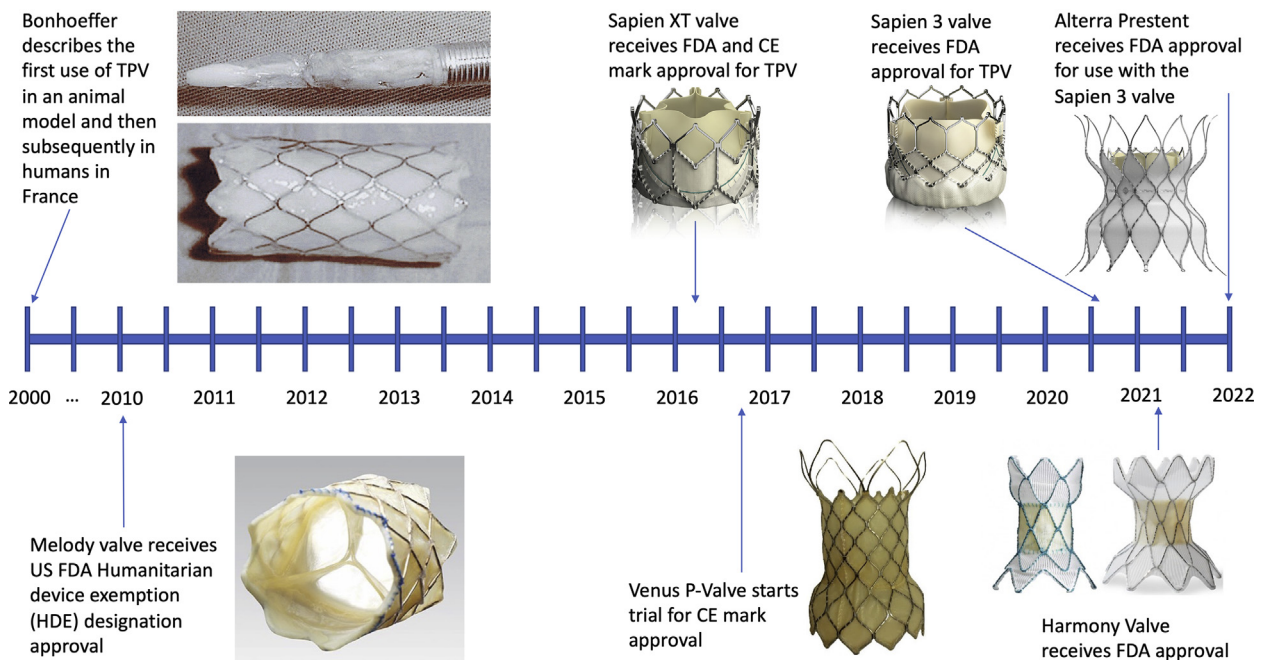 Bonhoeffer
describes the
first use of TPV
in an animal
model and then
subsequently in
humans in
France
Sapien XT valve
receives FDA and CE
mark approval for TPV
Sapien 3 valve
receives FDA
approval for TPV
Alterra Prestent
receives FDA approval
for use with the
Sapien 3 valve
2000 ... 2010 2011 2012 2013 2014 2015 2016 2017 2018 2019 2020 2021 2022
Melody valve receives
US FDA Humanitarian
device exemption
(HDE) designation
approval
Venus P-Valve starts
trial for CE mark
approval
Harmony Valve
receives FDA approval